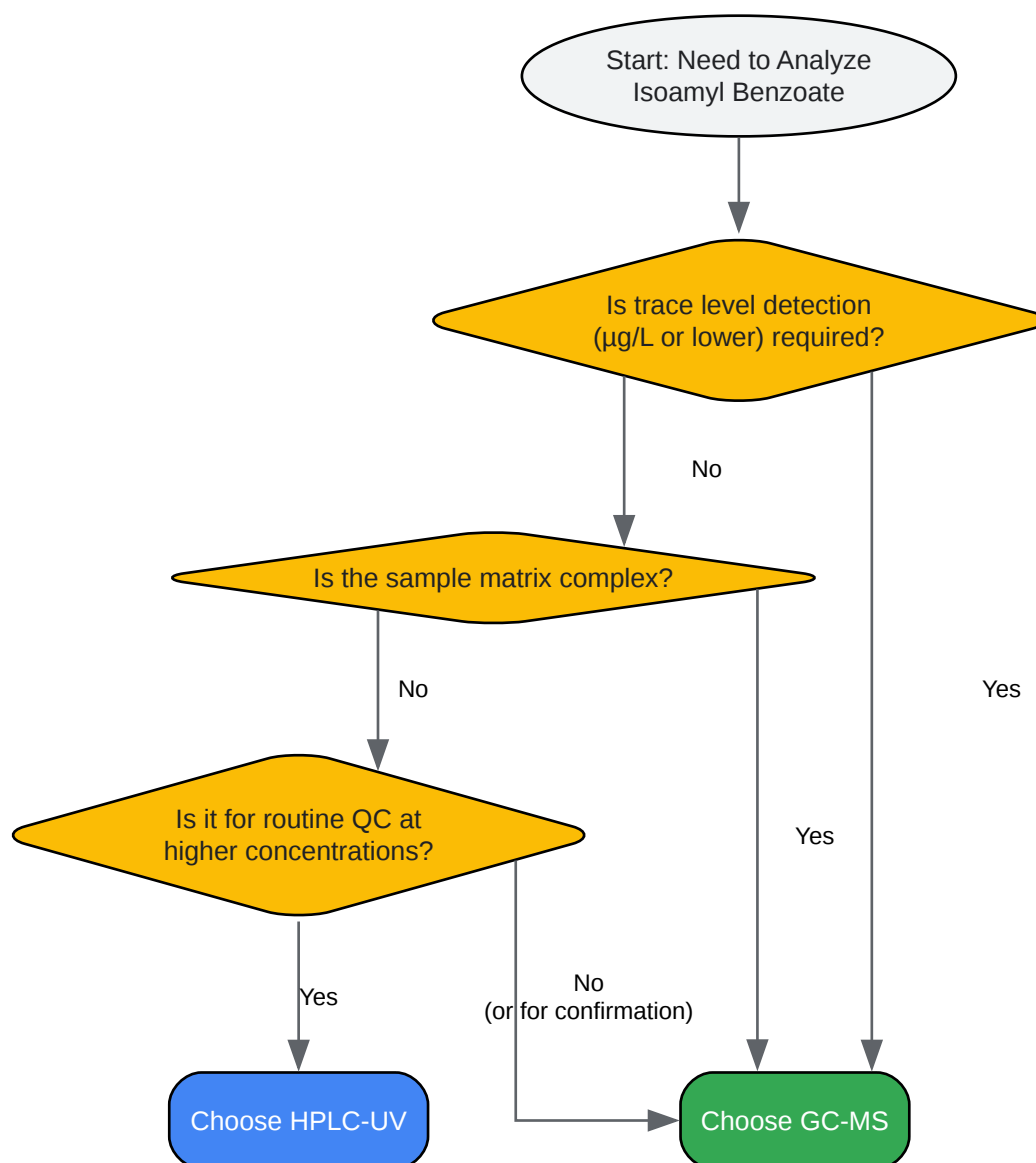 Start: Need to Analyze
Isoamyl Benzoate
Is trace level detection
(µg/L or lower) required?
No
Is the sample matrix complex?
No
Yes
Is it for routine QC at
higher concentrations?
Yes
Yes
No
(or for confirmation)
Choose HPLC-UV
Choose GC-MS